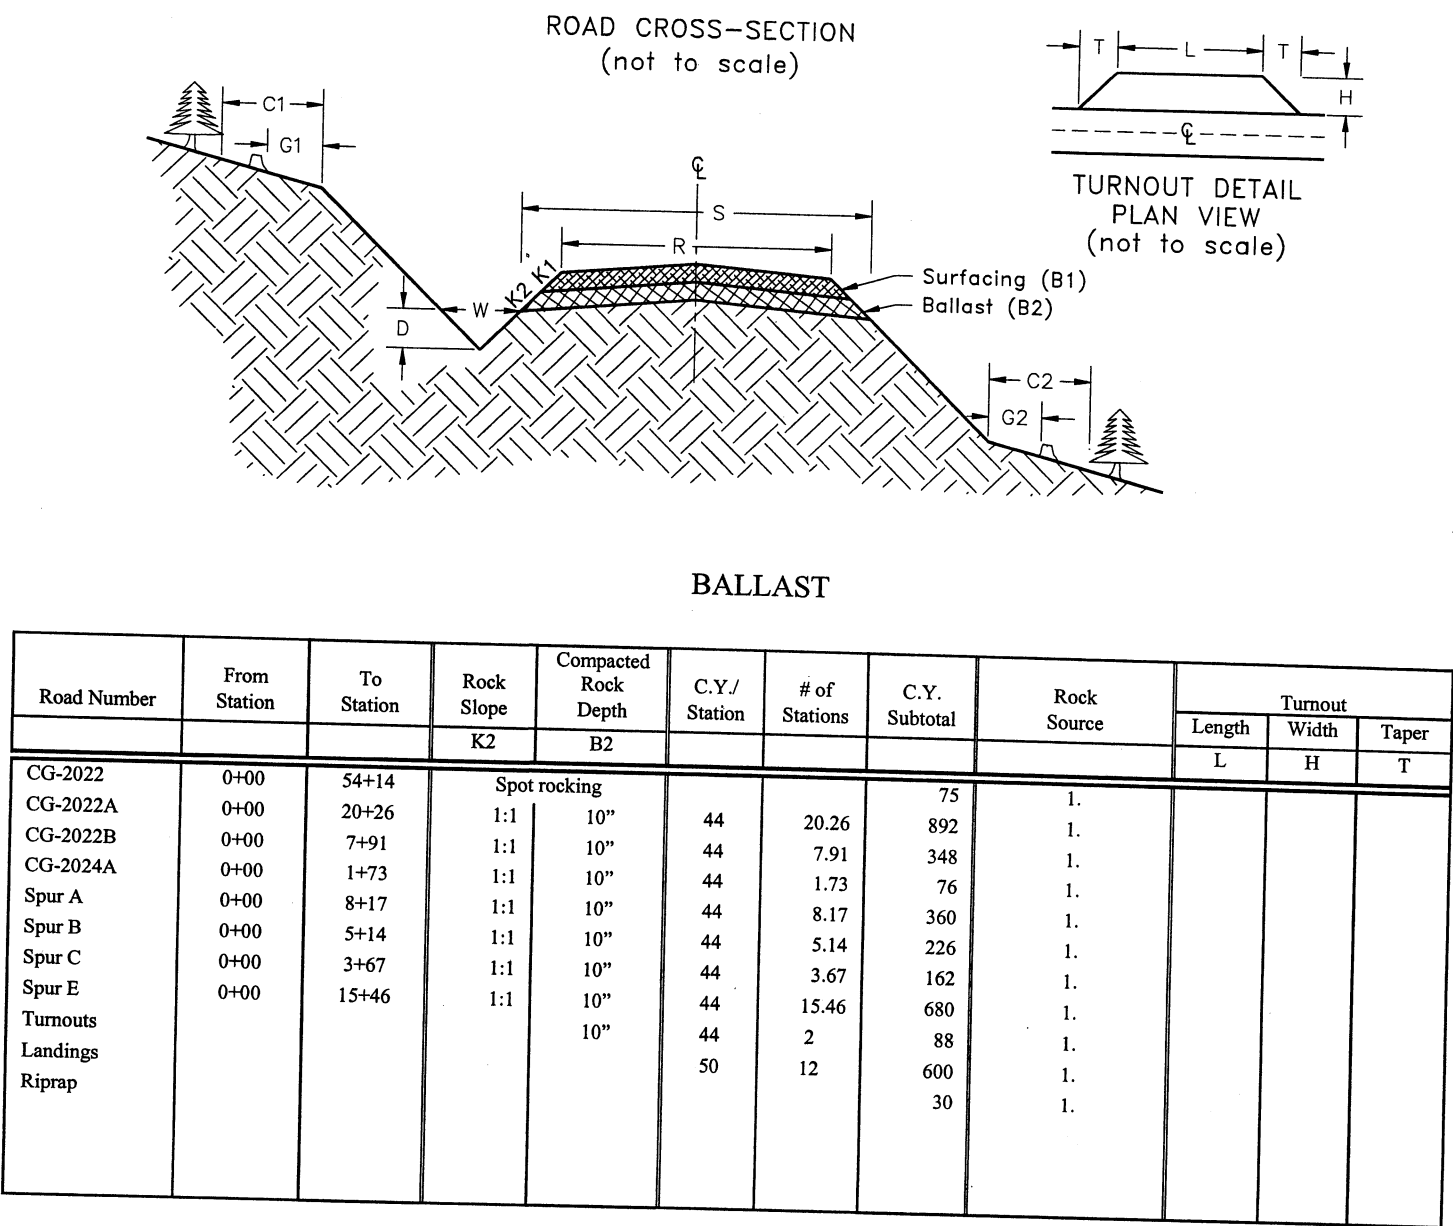 ROAD CROSS-SECTION
(not to scale)
T L T
H
C1
G1
℄
℄
TURNOUT DETAIL
PLAN VIEW
(not to scale)
S
R
K2 K1
W
D
Surfacing (B1)
Ballast (B2)
C2
G2
BALLAST
Road Number From Station To Station Rock Slope Compacted Rock Depth C.Y./ Station # of Stations C.Y. Subtotal Rock Source Turnout
Length Width Taper
K2 B2 L H T
CG-2022 0+00 54+14 Spot rocking 75 1.
CG-2022A 0+00 20+26 1:1 10” 44 20.26 892 1.
CG-2022B 0+00 7+91 1:1 10” 44 7.91 348 1.
CG-2024A 0+00 1+73 1:1 10” 44 1.73 76 1.
Spur A 0+00 8+17 1:1 10” 44 8.17 360 1.
Spur B 0+00 5+14 1:1 10” 44 5.14 226 1.
Spur C 0+00 3+67 1:1 10” 44 3.67 162 1.
Spur E 0+00 15+46 1:1 10” 44 15.46 680 1.
Turnouts 10” 44 2 88 1.
Landings 50 12 600 1.
Riprap 30 1.